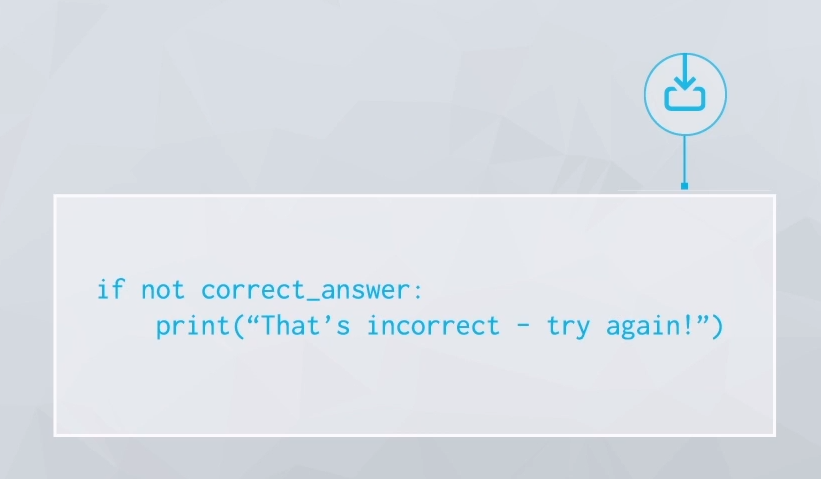 if not correct_answer:
    print(“That’s incorrect – try again!”)